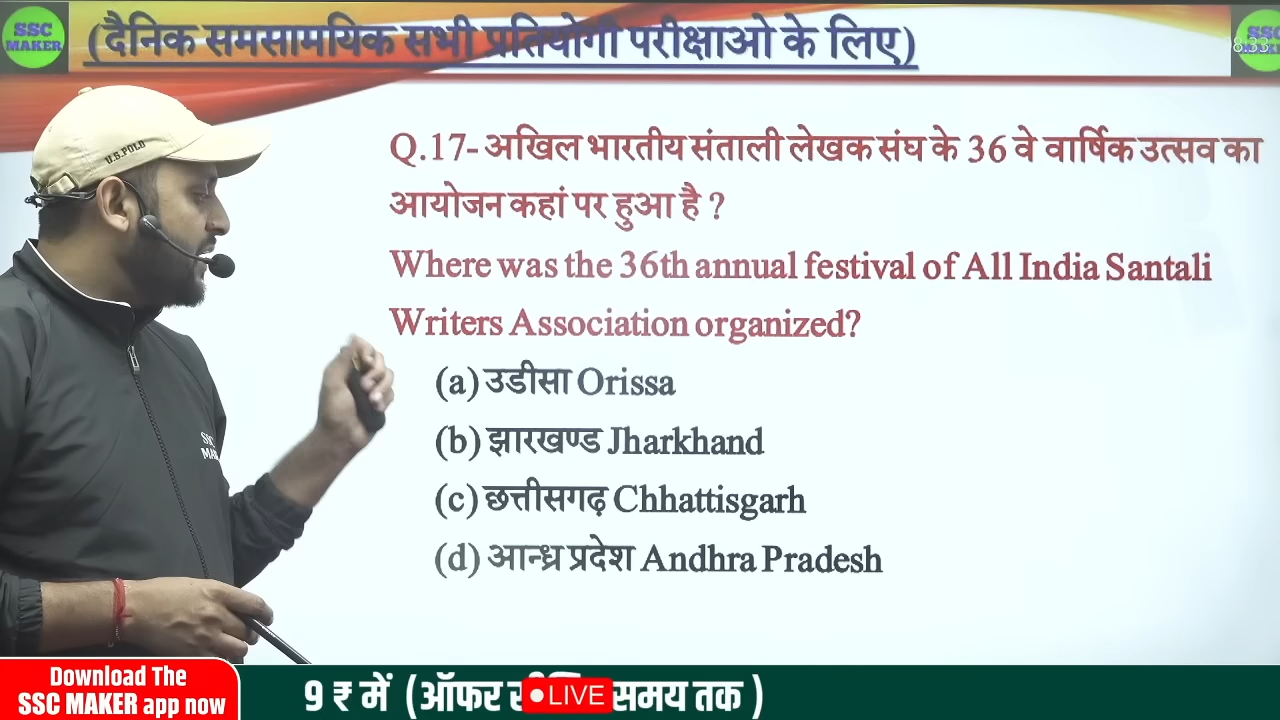 SSC
MAKER
(दैनिक समसामयिक सभी प्रतियोगी परीक्षाओ के लिए)
8:33
U.S. POLO
Q.17- अखिल भारतीय संताली लेखक संघ के 36 वे वार्षिक उत्सव का
आयोजन कहां पर हुआ है ?
Where was the 36th annual festival of All India Santali
Writers Association organized?
(a) उडीसा Orissa
(b) झारखण्ड Jharkhand
(c) छत्तीसगढ़ Chhattisgarh
(d) आन्ध्र प्रदेश Andhra Pradesh
Download The
SSC MAKER app now
9 ₹ में (ऑफर
LIVE
समय तक )